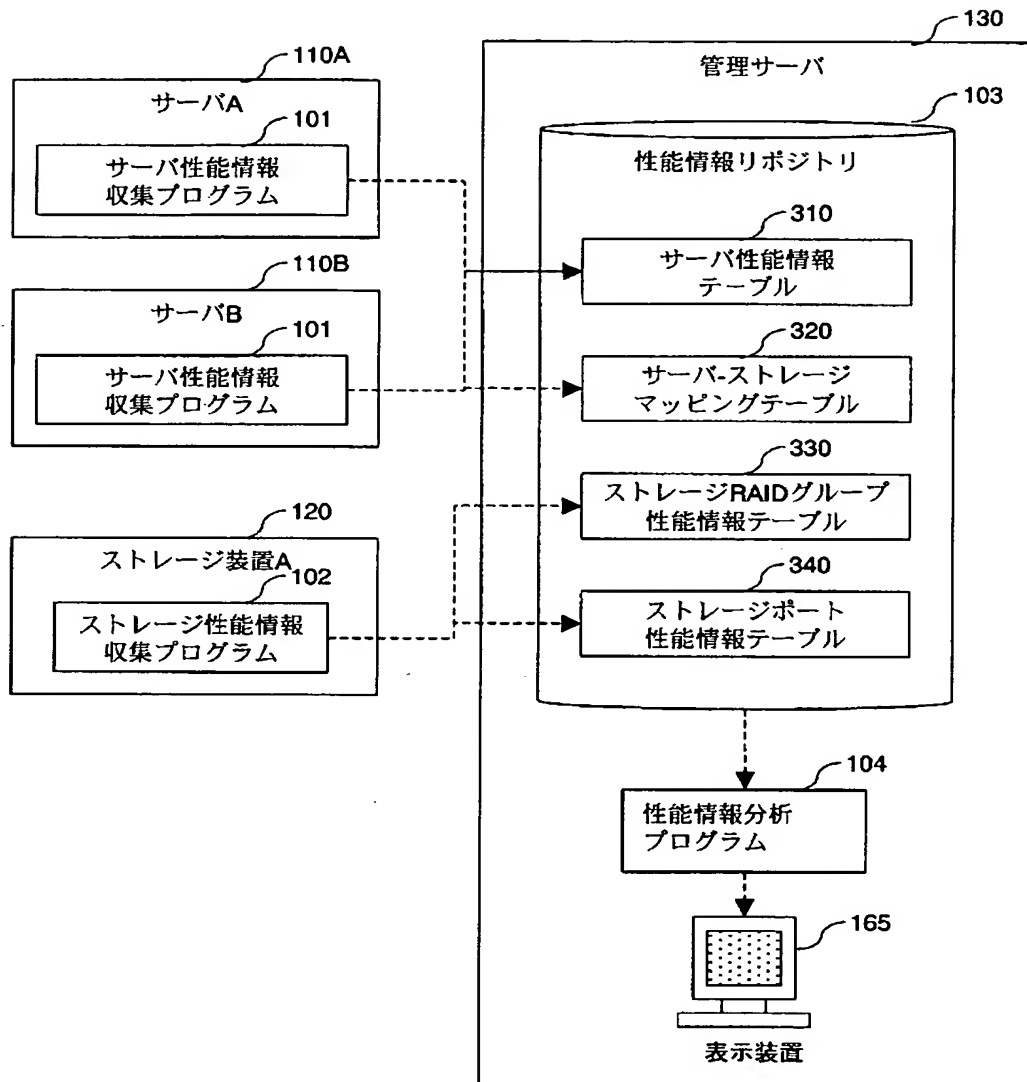 130
管理サーバ
110A
サーバA
101
サーバ性能情報
収集プログラム
110B
サーバB
101
サーバ性能情報
収集プログラム
120
ストレージ装置A
102
ストレージ性能情報
収集プログラム
103
性能情報リポジトリ
310
サーバ性能情報
テーブル
320
サーバ-ストレージ
マッピングテーブル
330
ストレージRAIDグループ
性能情報テーブル
340
ストレージポート
性能情報テーブル
104
性能情報分析
プログラム
165
表示装置